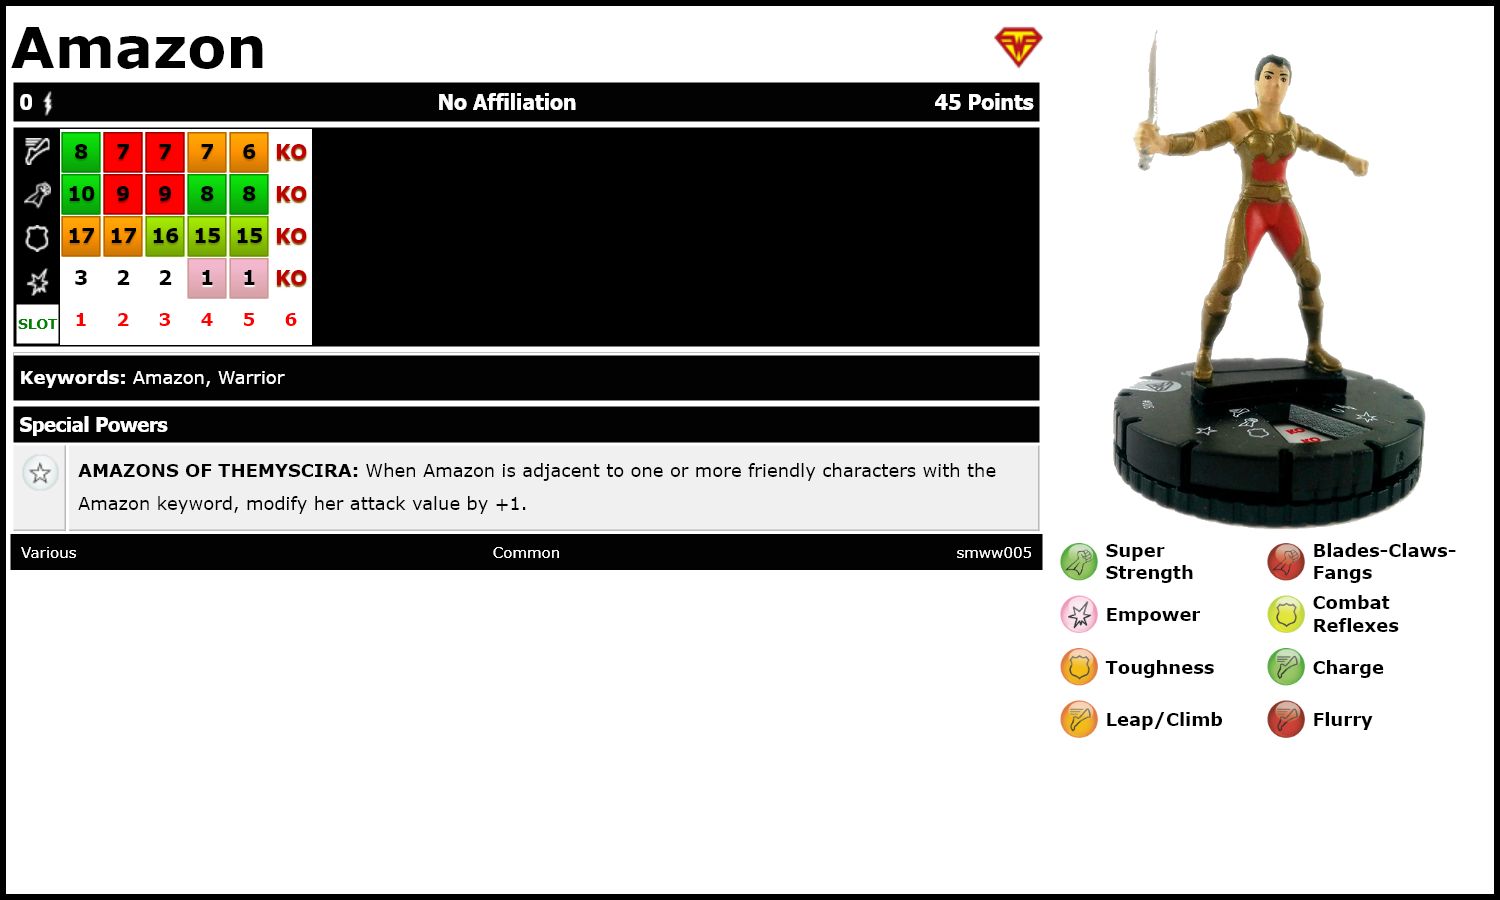 Amazon
0 No Affiliation 45 Points
8 7 7 7 6 KO
10 9 9 8 8 KO
17 17 16 15 15 KO
3 2 2 1 1 KO
SLOT 1 2 3 4 5 6
Keywords: Amazon, Warrior
Special Powers
AMAZONS OF THEMYSCIRA: When Amazon is adjacent to one or more friendly characters with the
Amazon keyword, modify her attack value by +1.
Various Common smww005
KO
KO
Super
Strength
Blades-Claws-
Fangs
Empower
Combat
Reflexes
Toughness
Charge
Leap/Climb
Flurry